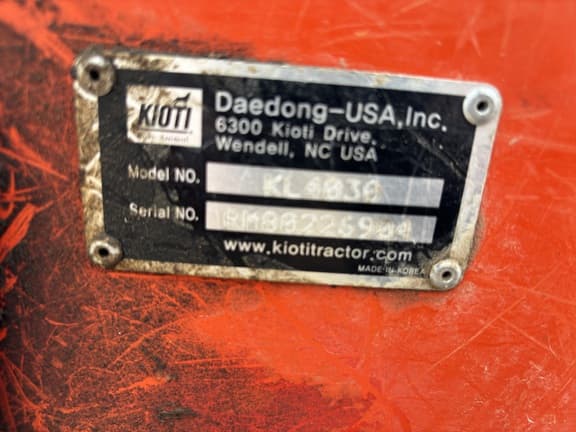 KIOTI
Daedong-USA, Inc.
6300 Kioti Drive,
Wendell, NC USA
Model NO. KL4030
Serial NO.
www.kiotitractor.com
MADE-IN-KOREA